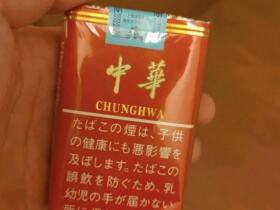 中華
CHUNGHWA
たばこの煙は、子供
の健康にも悪影響を
及ぼします。たばこの
誤飲を防ぐため、乳
幼児の手が届かない